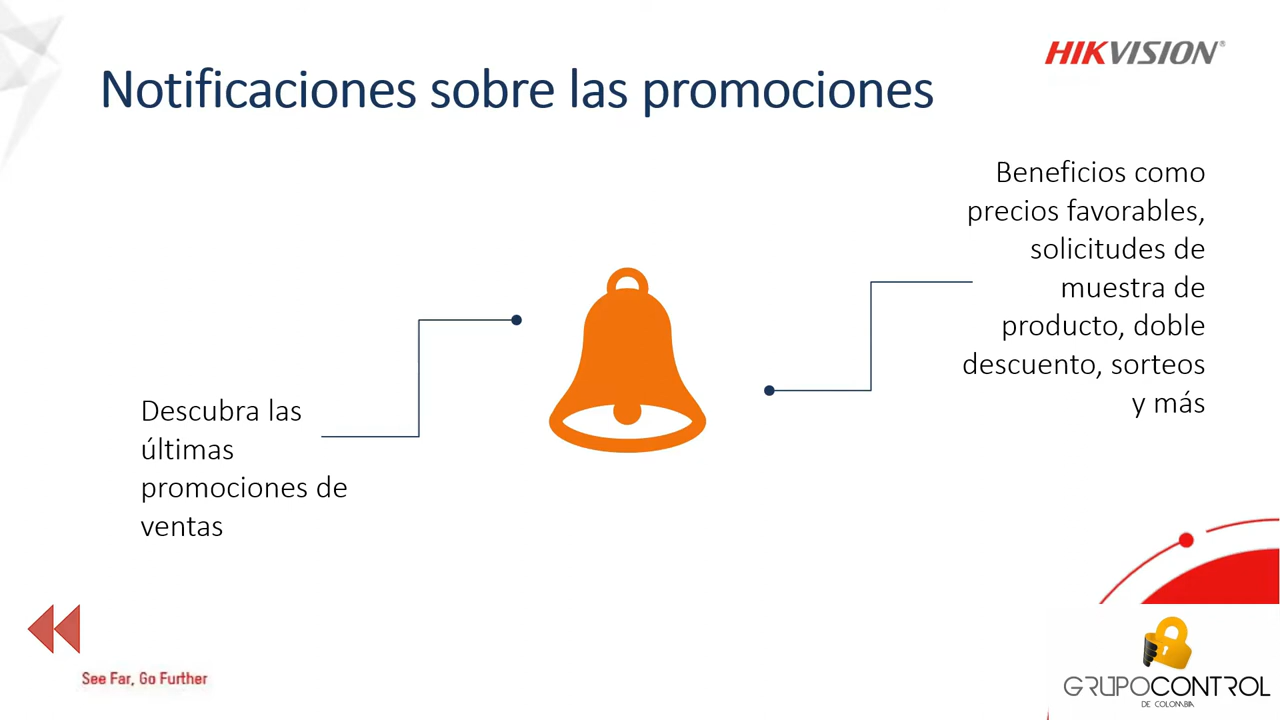 HIKVISION®
Notificaciones sobre las promociones
Beneficios como
precios favorables,
solicitudes de
muestra de
producto, doble
descuento, sorteos
y más
Descubra las
últimas
promociones de
ventas
See Far, Go Further
GRUPOCONTROL
DE COLOMBIA